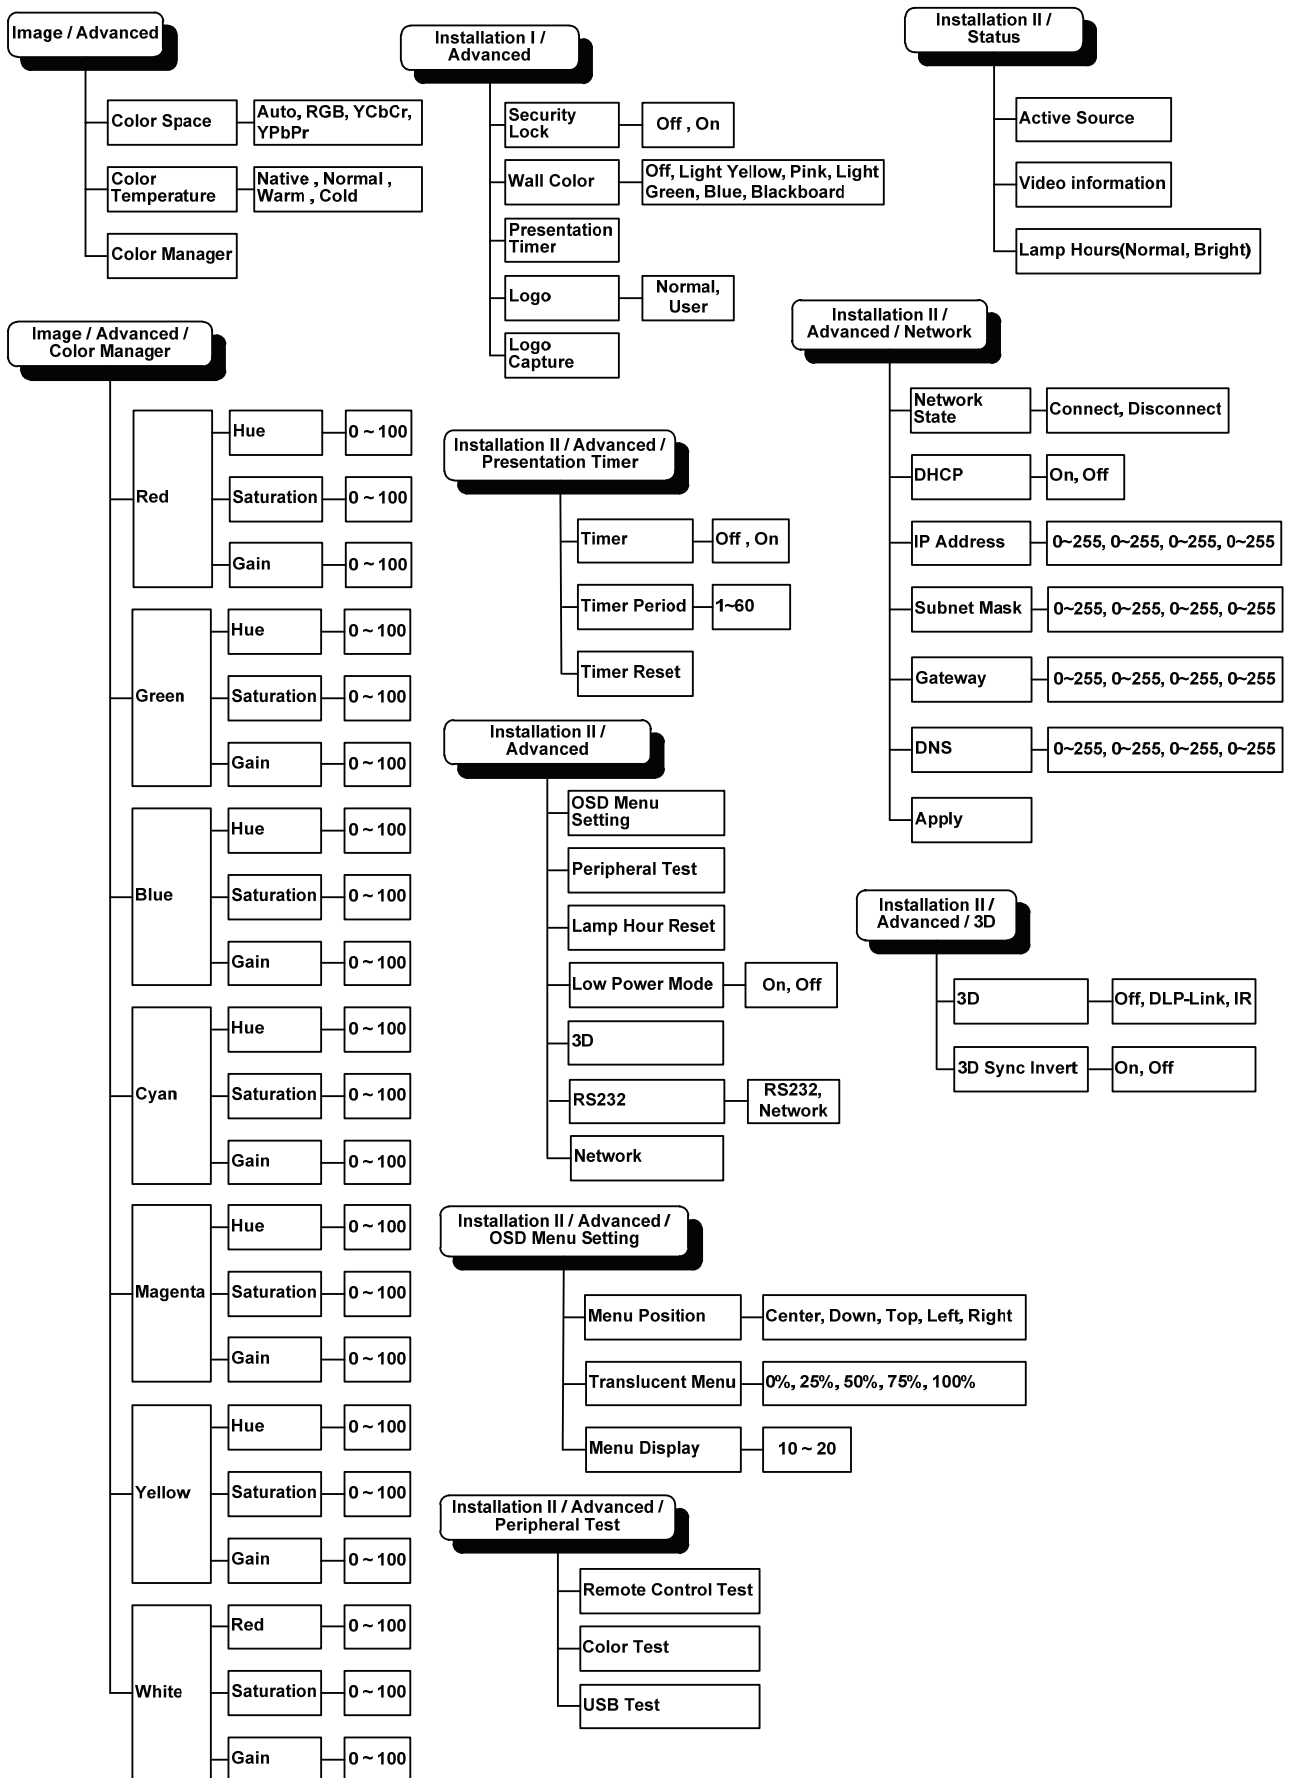 Image / Advanced
Color Space
Auto, RGB, YCbCr,
YPbPr
Color
Temperature
Native , Normal ,
Warm , Cold
Color Manager
Image / Advanced /
Color Manager
Red
Hue
0 ~ 100
Saturation
0 ~ 100
Gain
0 ~ 100
Green
Hue
0 ~ 100
Saturation
0 ~ 100
Gain
0 ~ 100
Blue
Hue
0 ~ 100
Saturation
0 ~ 100
Gain
0 ~ 100
Cyan
Hue
0 ~ 100
Saturation
0 ~ 100
Gain
0 ~ 100
Magenta
Hue
0 ~ 100
Saturation
0 ~ 100
Gain
0 ~ 100
Yellow
Hue
0 ~ 100
Saturation
0 ~ 100
Gain
0 ~ 100
White
Red
0 ~ 100
Saturation
0 ~ 100
Gain
0 ~ 100
Installation I /
Advanced
Security
Lock
Off , On
Wall Color
Off, Light Yellow, Pink, Light
Green, Blue, Blackboard
Presentation
Timer
Logo
Normal,
User
Logo
Capture
Installation II / Advanced /
Presentation Timer
Timer
Off , On
Timer Period
1~60
Timer Reset
Installation II /
Advanced
OSD Menu
Setting
Peripheral Test
Lamp Hour Reset
Low Power Mode
On, Off
3D
RS232
RS232,
Network
Network
Installation II / Advanced /
OSD Menu Setting
Menu Position
Center, Down, Top, Left, Right
Translucent Menu
0%, 25%, 50%, 75%, 100%
Menu Display
10 ~ 20
Installation II / Advanced /
Peripheral Test
Remote Control Test
Color Test
USB Test
Installation II /
Status
Active Source
Video information
Lamp Hours(Normal, Bright)
Installation II /
Advanced / Network
Network
State
Connect, Disconnect
DHCP
On, Off
IP Address
0~255, 0~255, 0~255, 0~255
Subnet Mask
0~255, 0~255, 0~255, 0~255
Gateway
0~255, 0~255, 0~255, 0~255
DNS
0~255, 0~255, 0~255, 0~255
Apply
Installation II /
Advanced / 3D
3D
Off, DLP-Link, IR
3D Sync Invert
On, Off